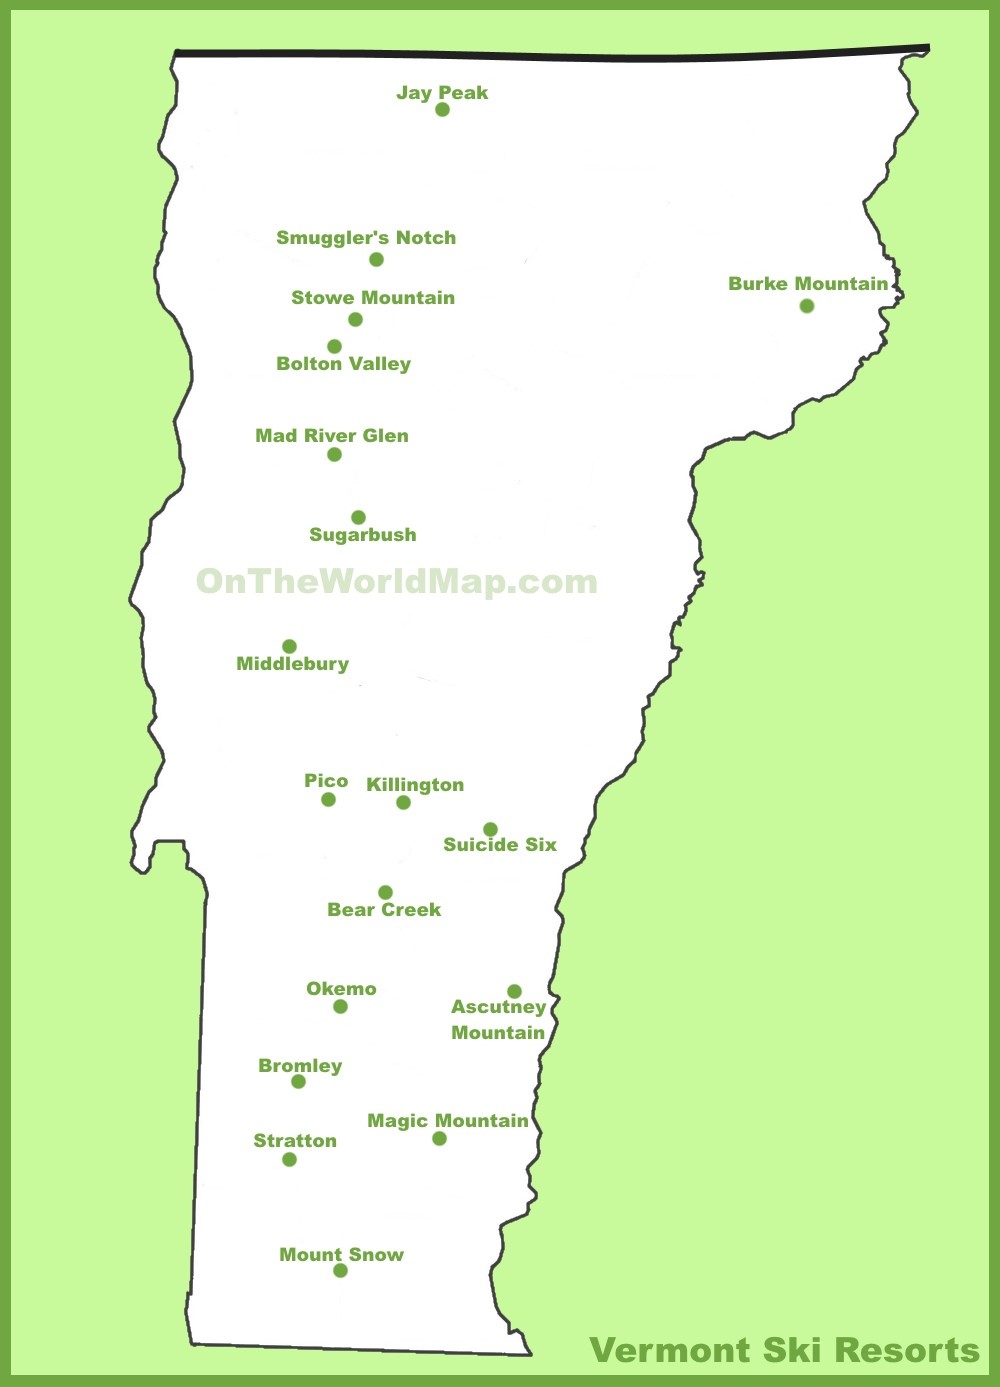 Jay Peak
Smuggler's Notch
Burke Mountain
Stowe Mountain
Bolton Valley
Mad River Glen
Sugarbush
OnTheWorldMap.com
Middlebury
Pico
Killington
Suicide Six
Bear Creek
Okemo
Ascutney
Mountain
Bromley
Magic Mountain
Stratton
Mount Snow
Vermont Ski Resorts